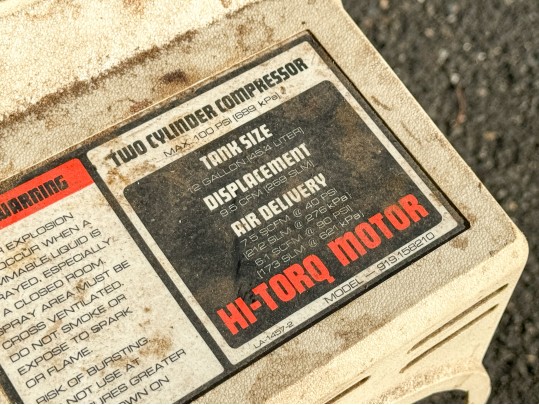 WARNING
EXPLOSION
OCCUR WHEN A
LIQUID IS
ESPECIALLY
A CLOSED ROOM.
SPRAY AREA MUST BE
CROSS VENTILATED.
DO NOT SMOKE OR
EXPOSE TO SPARK
OR FLAME.
RISK OF BURSTING.
NOT USE AT
GREATER
ON
TWO CYLINDER COMPRESSOR
MAX. 100 PSI (689 kPa)
TANK SIZE
12 GALLON (45.4 LITER)
DISPLACEMENT
9.5 CFM (269 SLM)
AIR DELIVERY
7.5 SCFM @ 40 PSI
(212 SLM @ 276 kPa)
6.1 SCFM @ 90 PSI
(173 SLM @ 621 kPa)
HI-TORQ MOTOR
LA-1457-2
MODEL — 919.156210